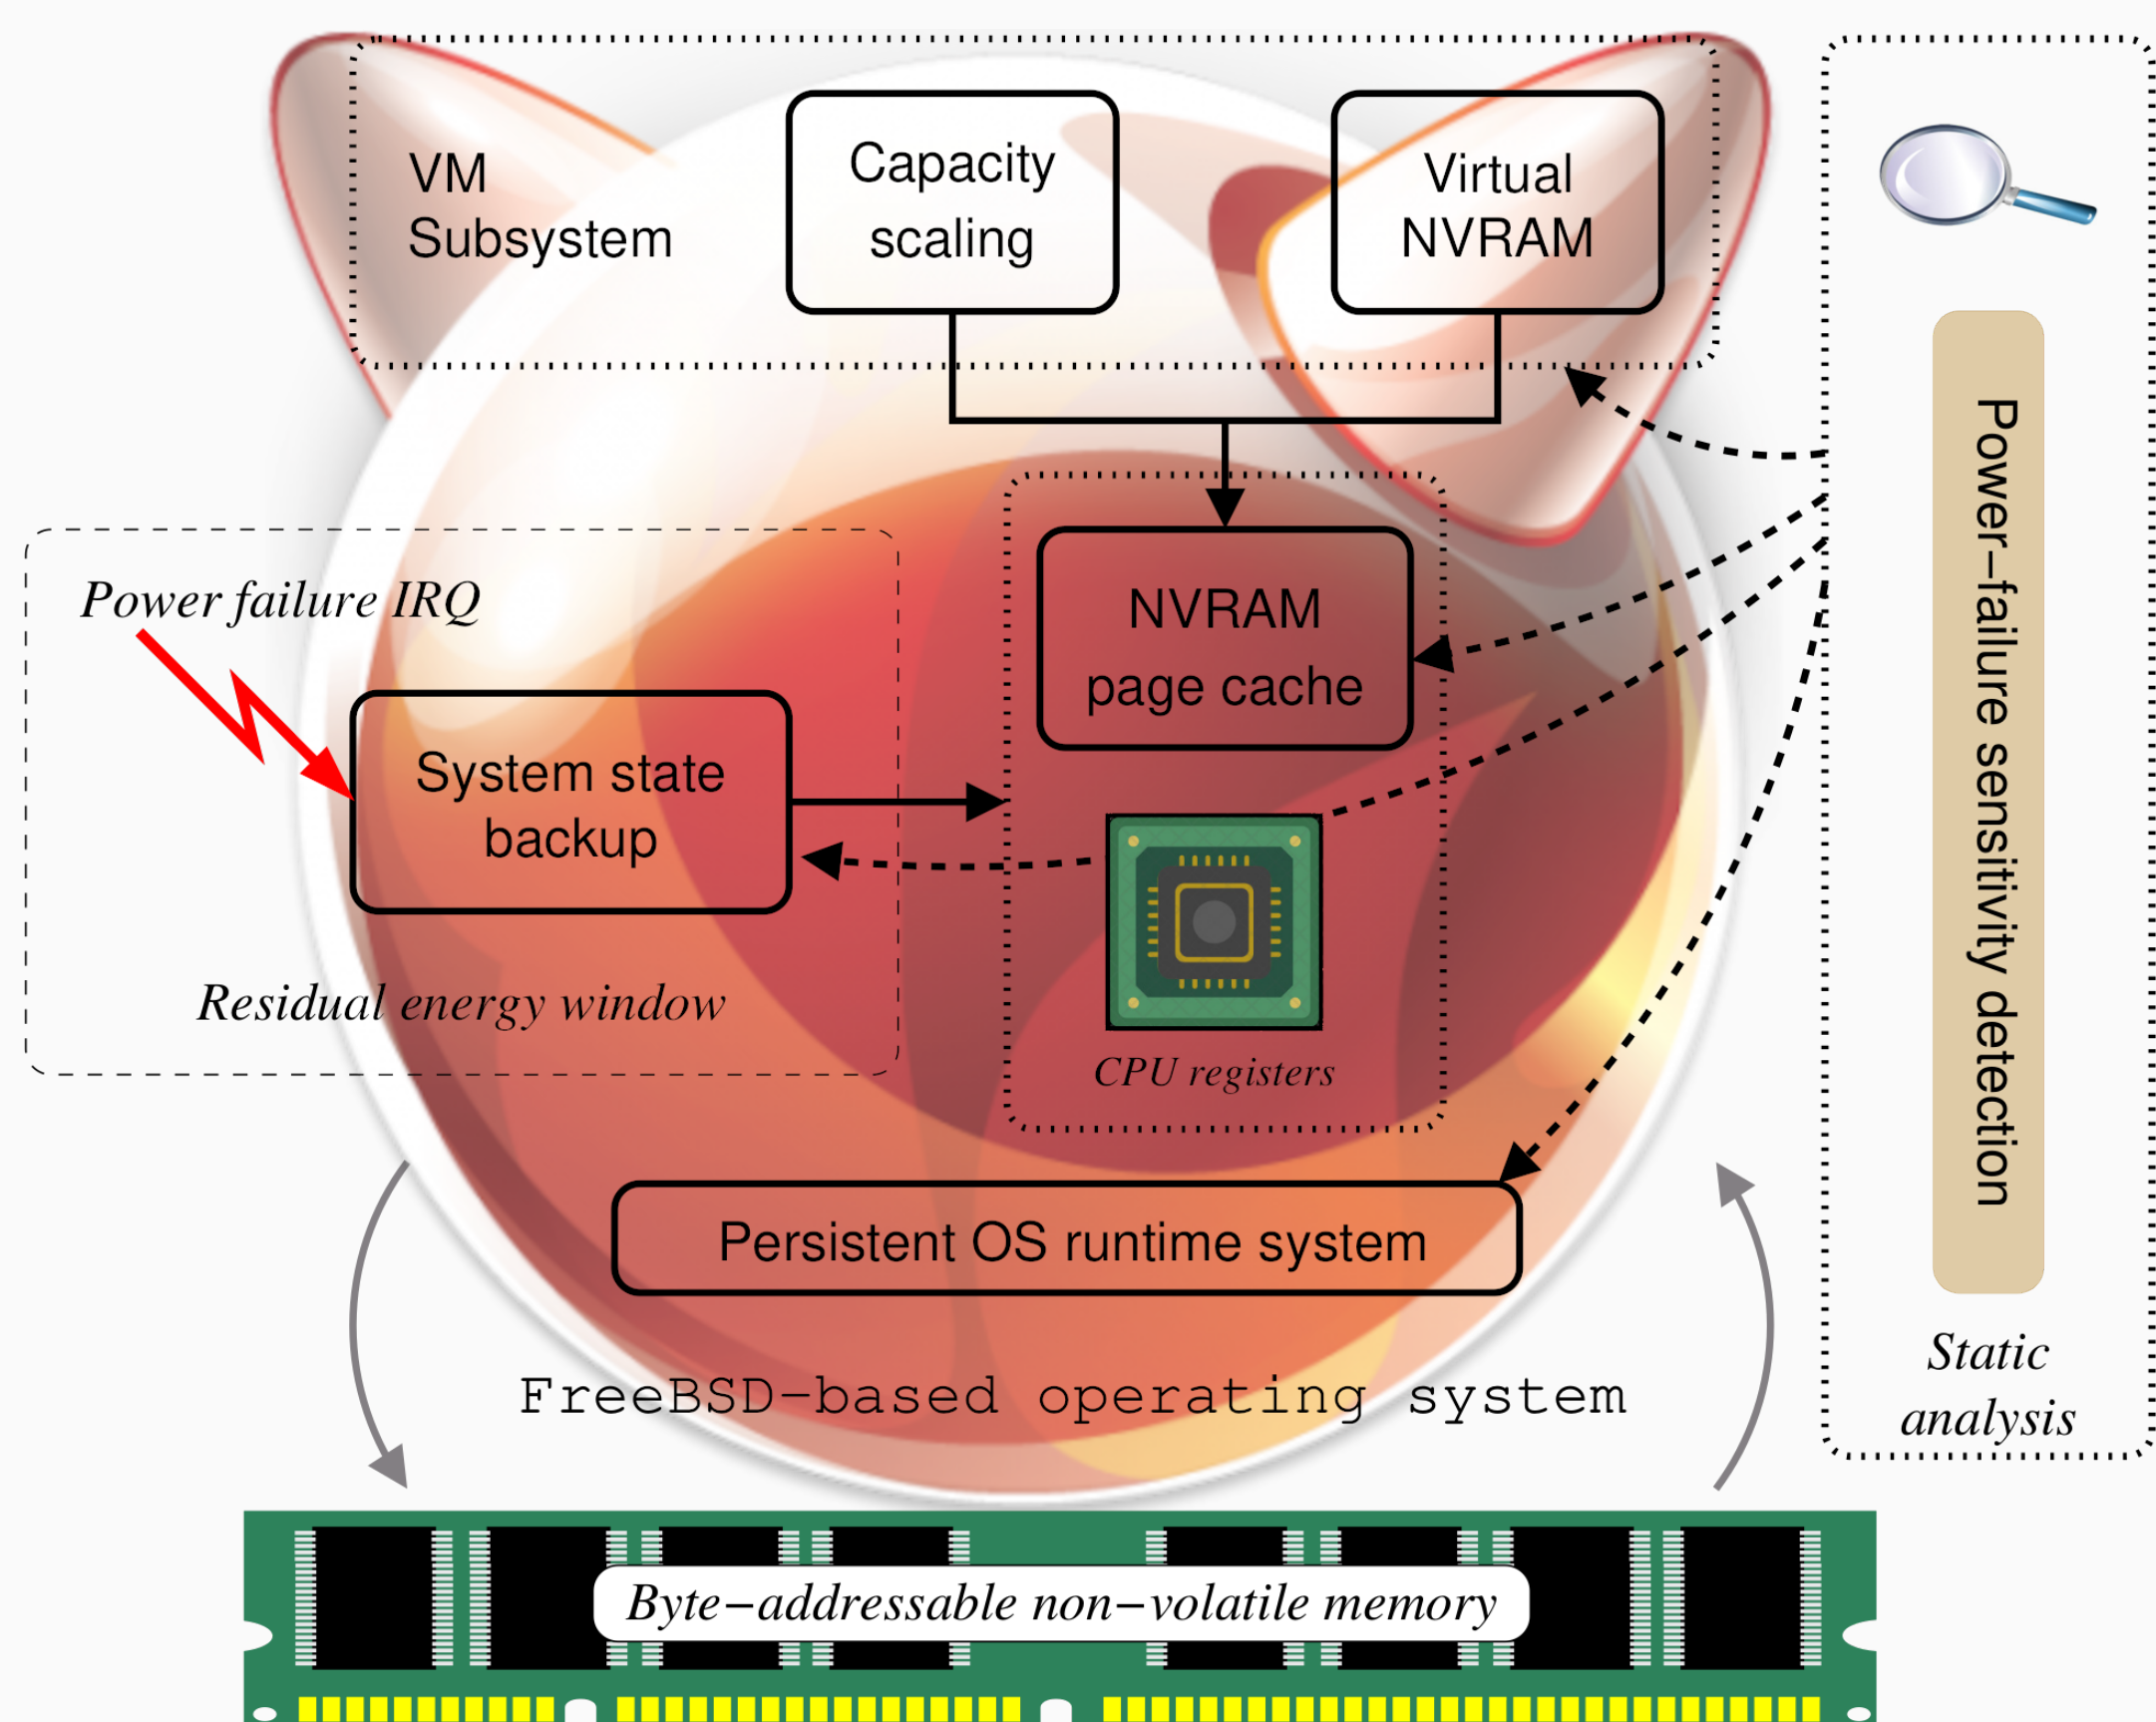 VM
Subsystem
Capacity
scaling
Virtual
NVRAM
Power failure IRQ
System state
backup
Residual energy window
NVRAM
page cache
CPU registers
Persistent OS runtime system
FreeBSD-based operating system
Power-failure sensitivity detection
Static
analysis
Byte-addressable non-volatile memory